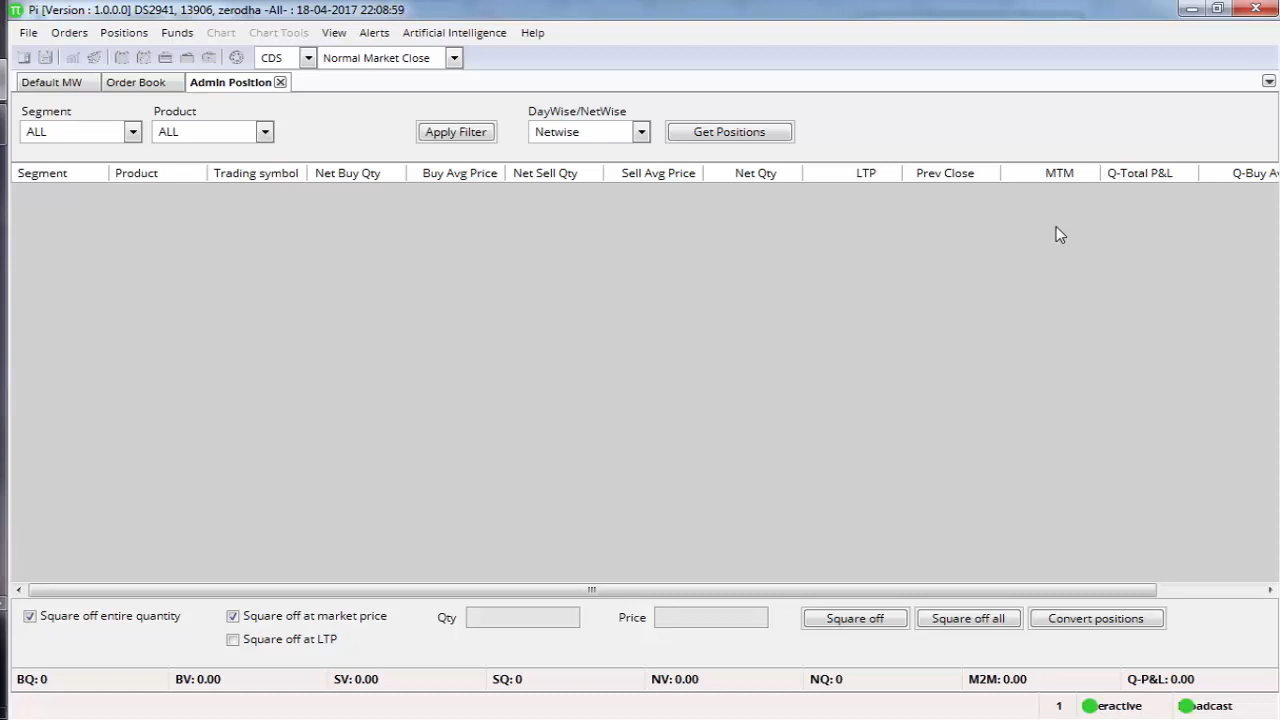 Pi [Version : 1.0.0.0] DS2941, 13906, zerodha -All- : 18-04-2017 22:08:59
File Orders Positions Funds Chart Chart Tools View Alerts Artificial Intelligence Help
CDS Normal Market Close
Default MW Order Book Admin Position
Segment Product DayWise/NetWise
ALL ALL Apply Filter Netwise Get Positions
Segment Product Trading symbol Net Buy Qty Buy Avg Price Net Sell Qty Sell Avg Price Net Qty LTP Prev Close MTM Q-Total P&L Q-Buy Av
Square off entire quantity Square off at market price Qty Price Square off Square off all Convert positions
Square off at LTP
BQ: 0 BV: 0.00 SV: 0.00 SQ: 0 NV: 0.00 NQ: 0 M2M: 0.00 Q-P&L: 0.00
1 eractive adcast